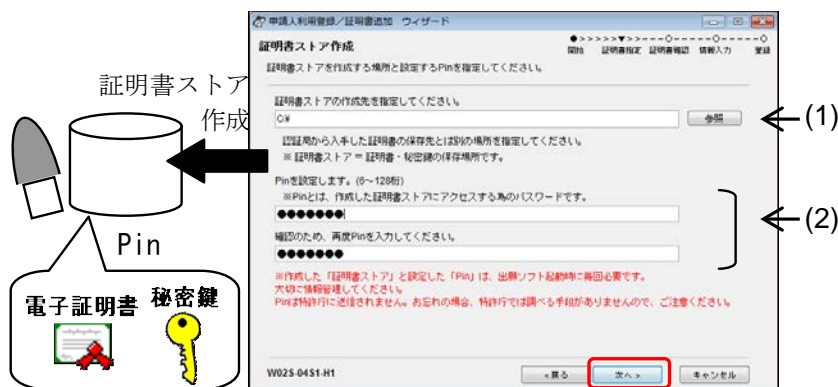 申請人利用登録／証明書追加　ウィザード
証明書ストア作成
●>>>>>▼>>----○-----○-----○
開始　証明書指定　証明書確認　情報入力　登録
証明書ストアを作成する場所と設定するPinを指定してください。
証明書ストア
作成
証明書ストアの作成先を指定してください。
C:¥
参照
(1)
認証局から入手した証明書の保存先とは別の場所を指定してください。
※ 証明書ストア = 証明書・秘密鍵の保存場所です。
Pinを設定します。(6～128桁)
※Pinとは、作成した証明書ストアにアクセスする為のパスワードです。
●●●●●●●
(2)
確認のため、再度Pinを入力してください。
●●●●●●●
※作成した「証明書ストア」と設定した「Pin」は、出願ソフト起動時に毎回必要です。
大切に情報管理してください。
Pinは特許庁に送信されません。お忘れの場合、特許庁では調べる手段がありませんので、ご注意ください。
Pin
電子証明書
秘密鍵
W02S-04S1-H1
<戻る
次へ>
キャンセル